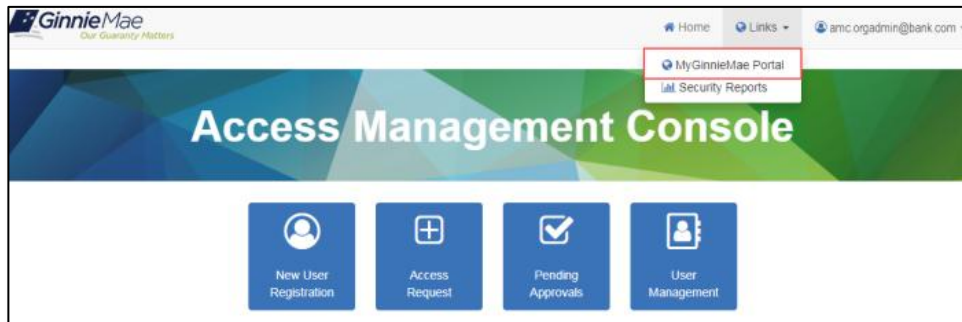 GinnieMae
Our Guaranty Matters
Home Links amc.orgadmin@bank.com
MyGinnieMae Portal
Security Reports
Access Management Console
New User
Registration
Access
Request
Pending
Approvals
User
Management